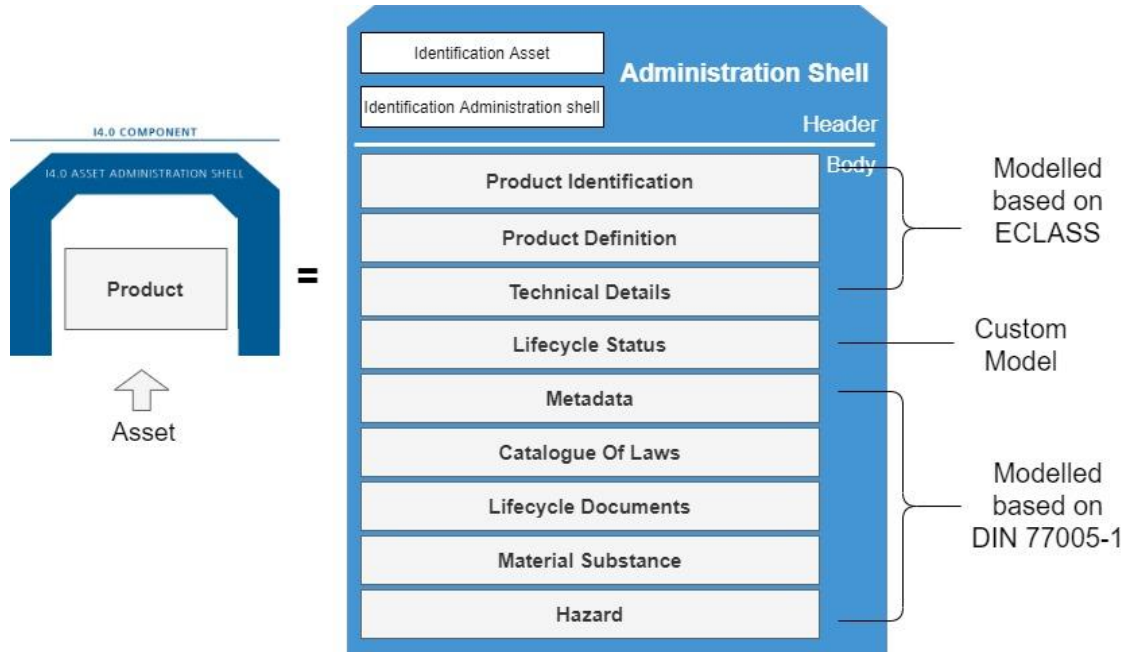 I4.0 COMPONENT
I4.0 ASSET ADMINISTRATION SHELL
Product
Asset
=
Identification Asset
Identification Administration shell
Administration Shell
Header
Body
Product Identification
Product Definition
Technical Details
Lifecycle Status
Metadata
Catalogue Of Laws
Lifecycle Documents
Material Substance
Hazard
Modelled
based on
ECLASS
Custom
Model
Modelled
based on
DIN 77005-1